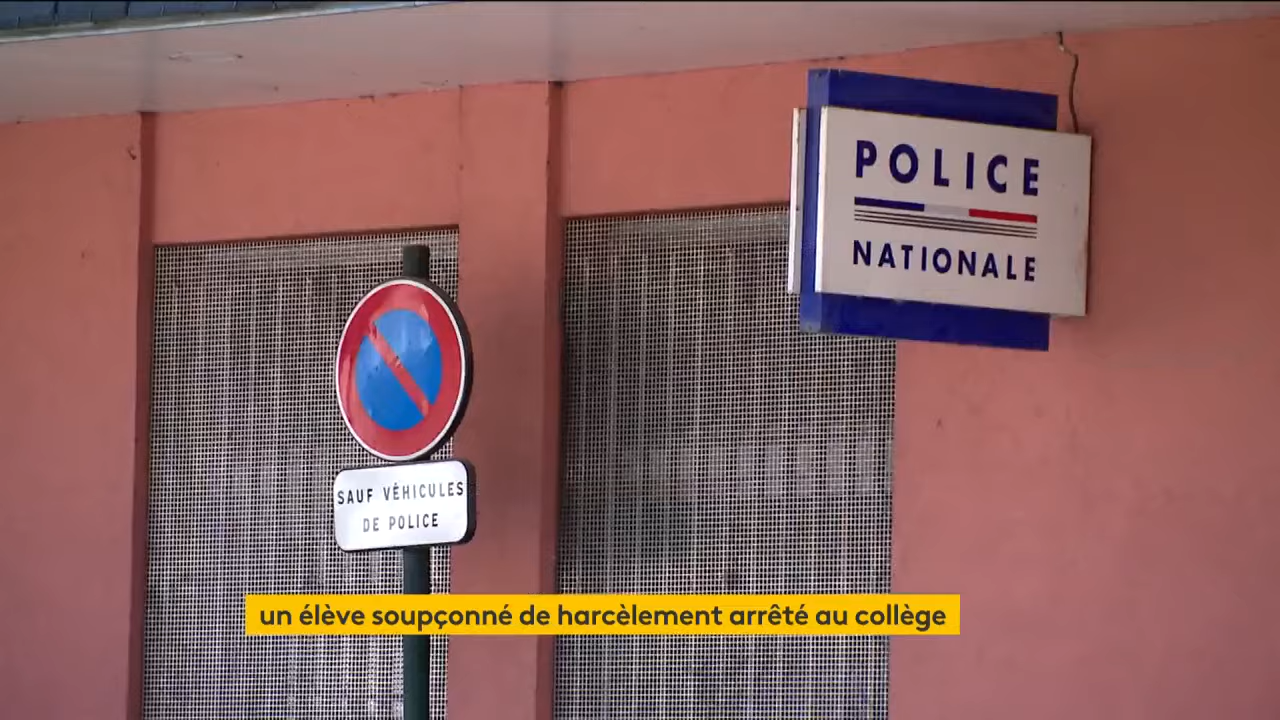 POLICE
NATIONALE
SAUF VÉHICULES
DE POLICE
un élève soupçonné de harcèlement arrêté au collège